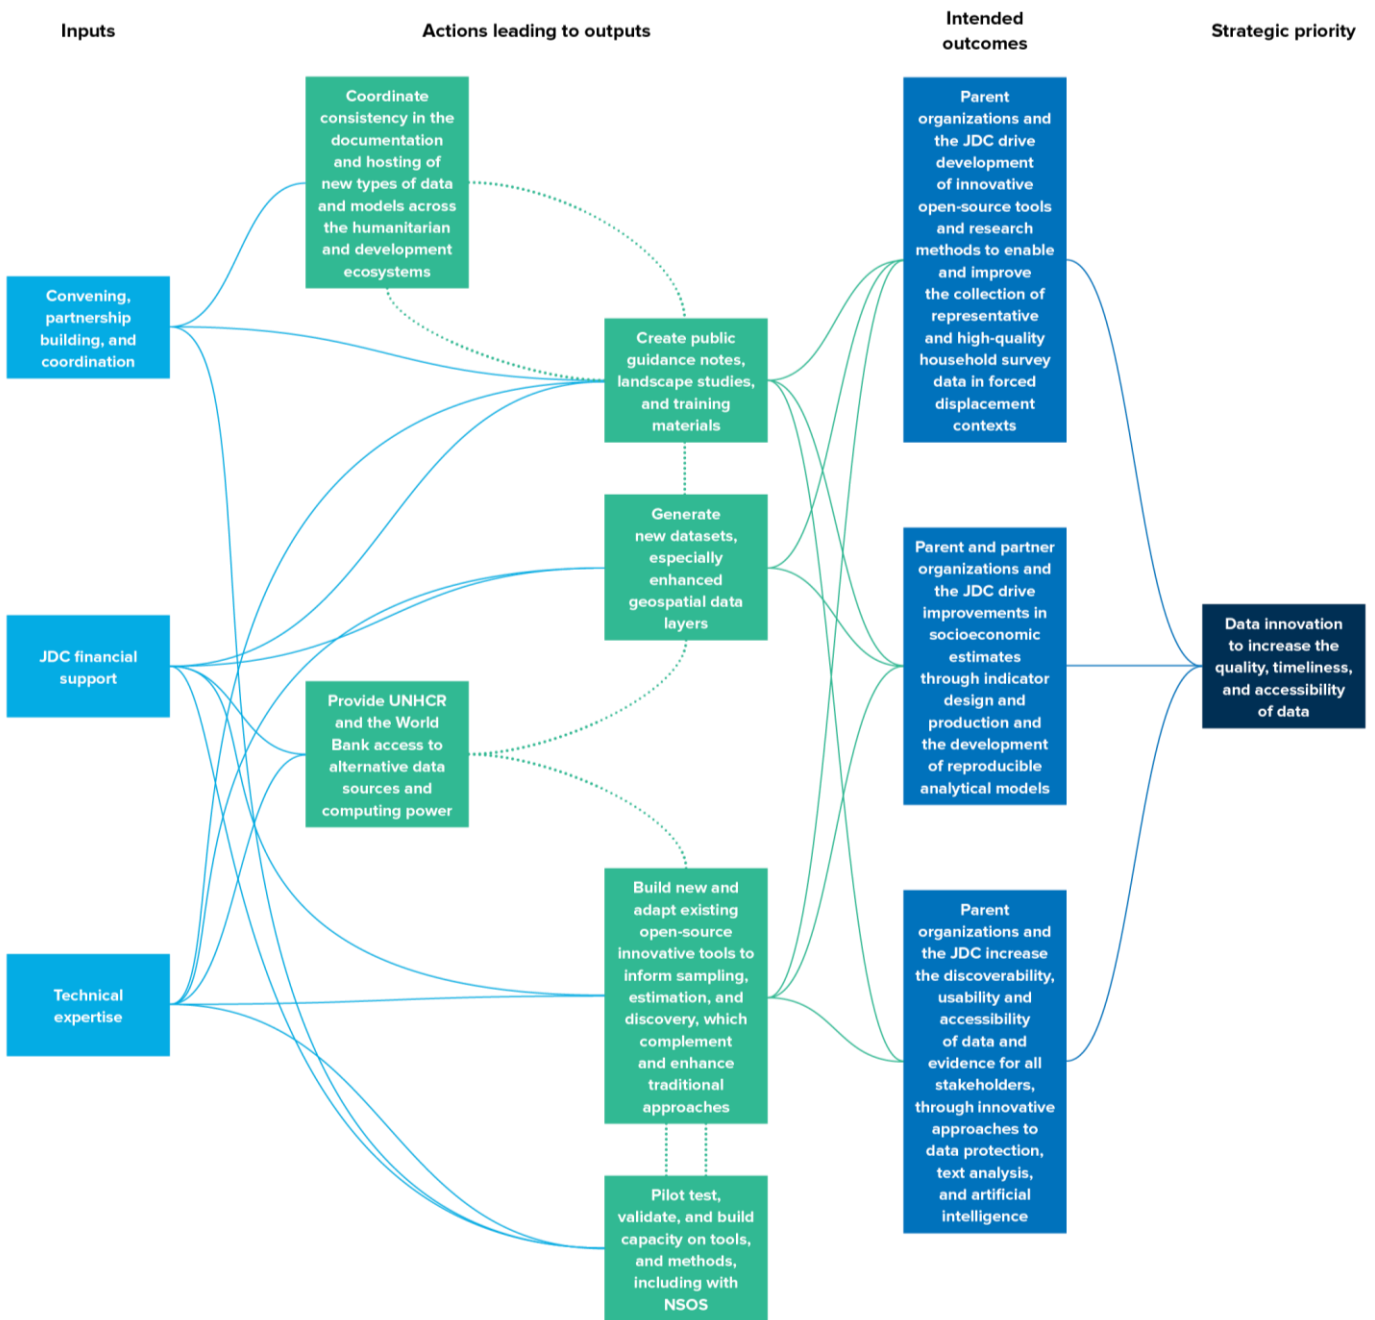 Inputs
Actions leading to outputs
Intended
outcomes
Strategic priority
Convening,
partnership
building, and
coordination
JDC financial
support
Technical
expertise
Coordinate
consistency in the
documentation
and hosting of
new types of data
and models across
the humanitarian
and development
ecosystems
Provide UNHCR
and the World
Bank access to
alternative data
sources and
computing power
Create public
guidance notes,
landscape studies,
and training
materials
Generate
new datasets,
especially
enhanced
geospatial data
layers
Build new and
adapt existing
open-source
innovative tools to
inform sampling,
estimation, and
discovery, which
complement
and enhance
traditional
approaches
Pilot test,
validate, and build
capacity on tools,
and methods,
including with
NSOS
Parent
organizations and
the JDC drive
development
of innovative
open-source tools
and research
methods to enable
and improve
the collection of
representative
and high-quality
household survey
data in forced
displacement
contexts
Parent and partner
organizations and
the JDC drive
improvements in
socioeconomic
estimates
through indicator
design and
production and
the development
of reproducible
analytical models
Parent
organizations and
the JDC increase
the discoverability,
usability and
accessibility
of data and
evidence for all
stakeholders,
through innovative
approaches to
data protection,
text analysis,
and artificial
intelligence
Data innovation
to increase the
quality, timeliness,
and accessibility
of data